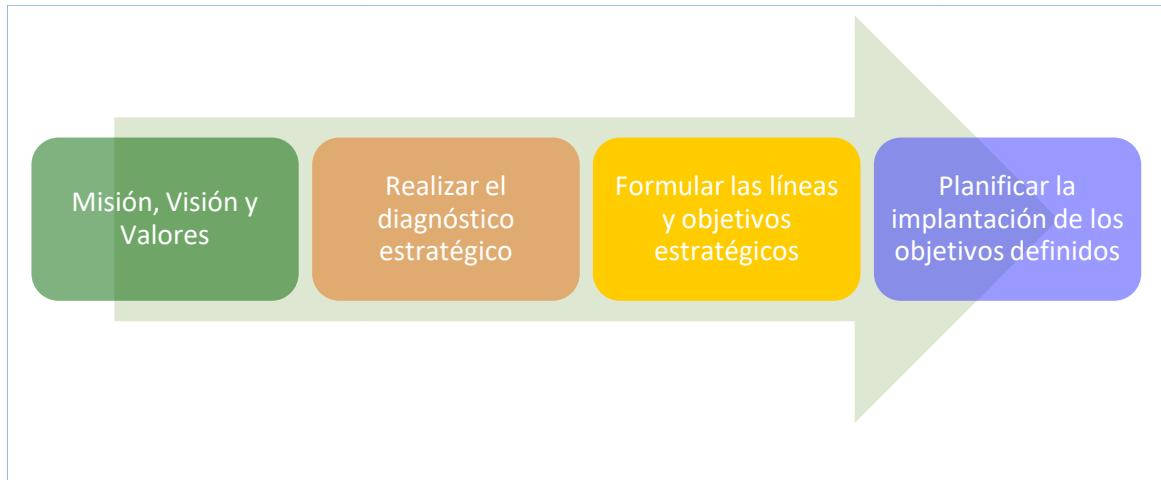 Misión, Visión y
Valores
Realizar el
diagnóstico
estratégico
Formular las líneas
y objetivos
estratégicos
Planificar la
implantación de los
objetivos definidos